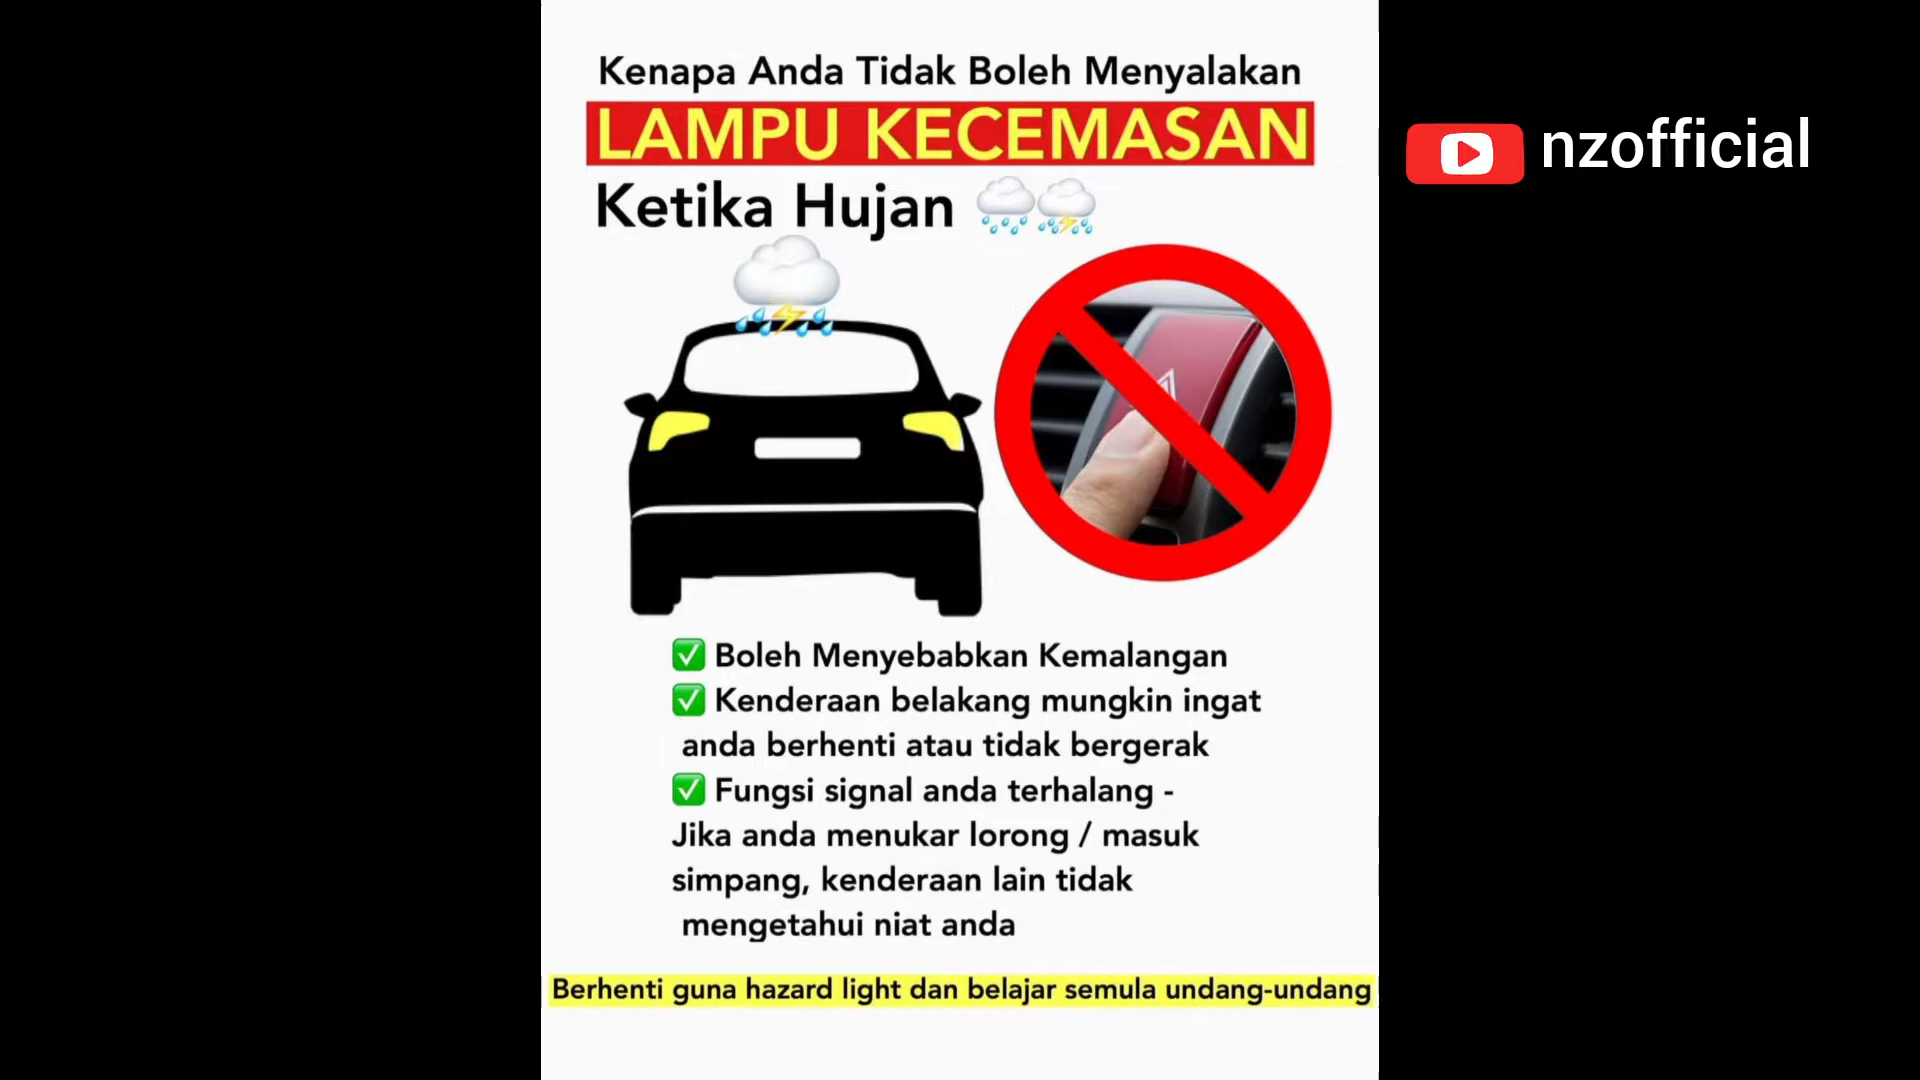 Kenapa Anda Tidak Boleh Menyalakan
LAMPU KECEMASAN
Ketika Hujan
nzofficial
Boleh Menyebabkan Kemalangan
Kenderaan belakang mungkin ingat
anda berhenti atau tidak bergerak
Fungsi signal anda terhalang -
Jika anda menukar lorong / masuk
simpang, kenderaan lain tidak
mengetahui niat anda
Berhenti guna hazard light dan belajar semula undang-undang